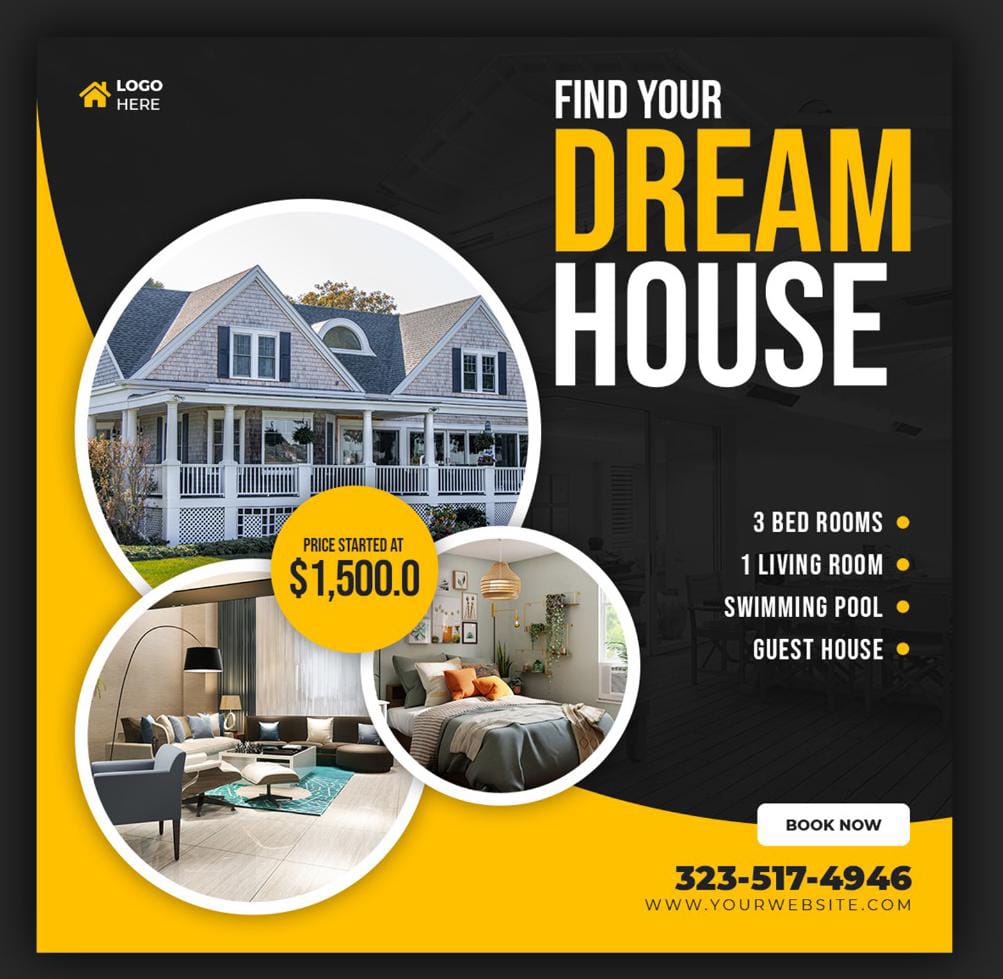 LOGO
HERE
FIND YOUR
DREAM
HOUSE
PRICE STARTED AT
$1,500.0
3 BED ROOMS
1 LIVING ROOM
SWIMMING POOL
GUEST HOUSE
BOOK NOW
323-517-4946
WWW.YOURWEBSITE.COM